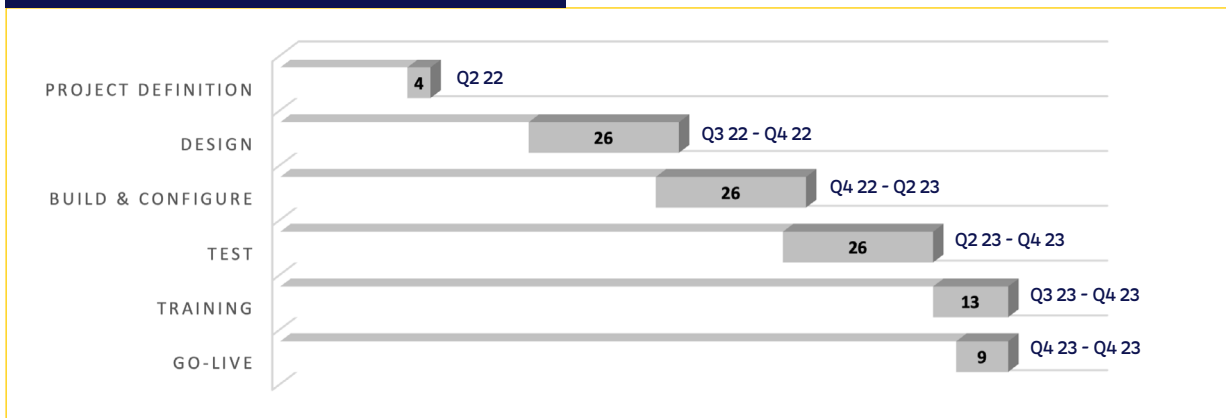 PROJECT DEFINITION 4 Q2 22
DESIGN 26 Q3 22 - Q4 22
BUILD & CONFIGURE 26 Q4 22 - Q2 23
TEST 26 Q2 23 - Q4 23
TRAINING 13 Q3 23 - Q4 23
GO-LIVE 9 Q4 23 - Q4 23